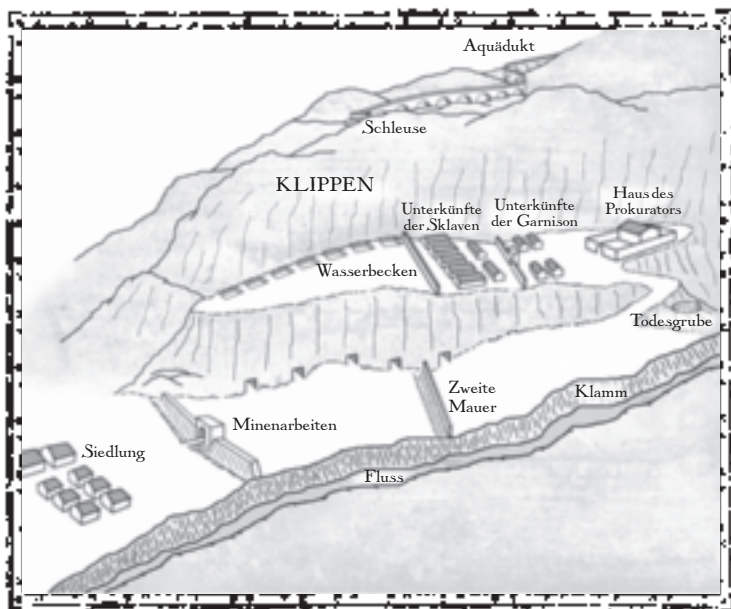 Aquädukt
Schleuse
KLIPPEN
Unterkünfte
der Sklaven
Unterkünfte
der Garnison
Haus des
Prokurators
Wasserbecken
Todesgrube
Zweite
Mauer
Klamm
Minenarbeiten
Siedlung
Fluss